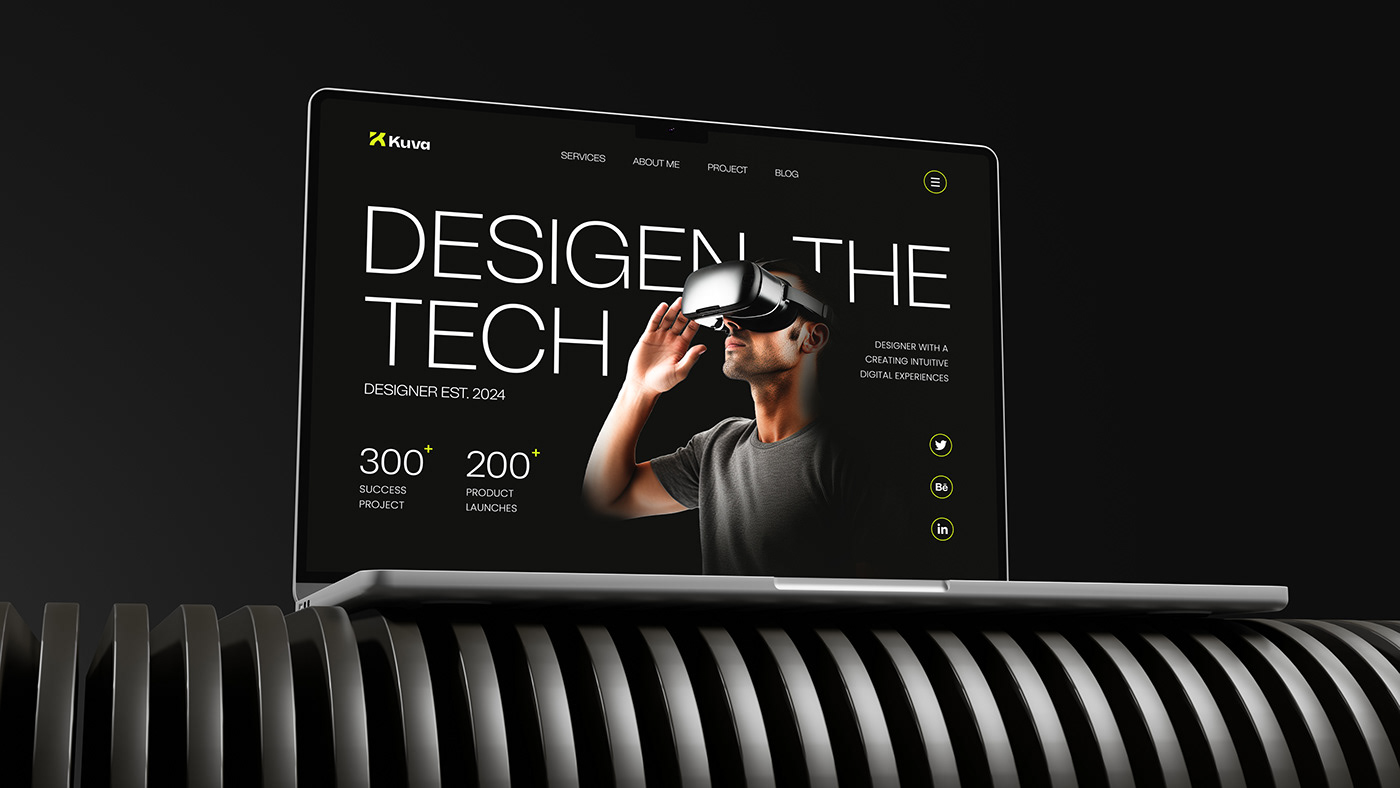 Kuva
SERVICES
ABOUT ME
PROJECT
BLOG
DESIGEN THE
TECH
DESIGNER EST. 2024
DESIGNER WITH A
CREATING INTUITIVE
DIGITAL EXPERIENCES
300+
SUCCESS
PROJECT
200+
PRODUCT
LAUNCHES
Bē
in